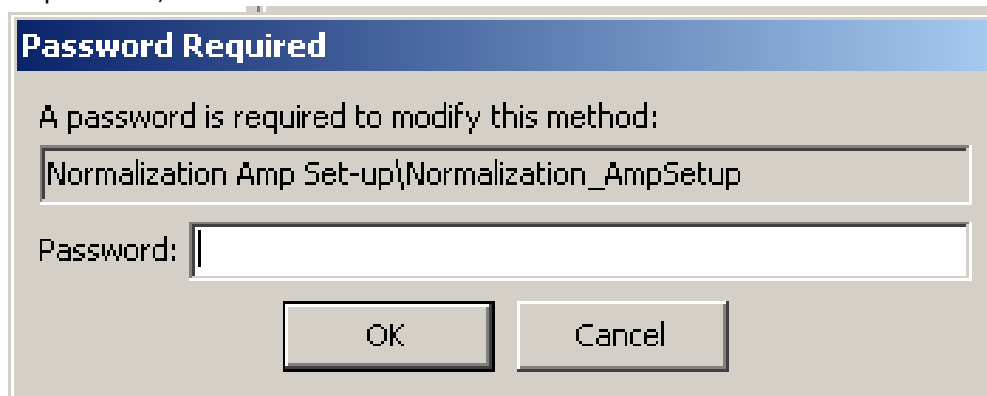 Password Required
A password is required to modify this method:
Normalization Amp Set-up\Normalization_AmpSetup
Password:
OK Cancel